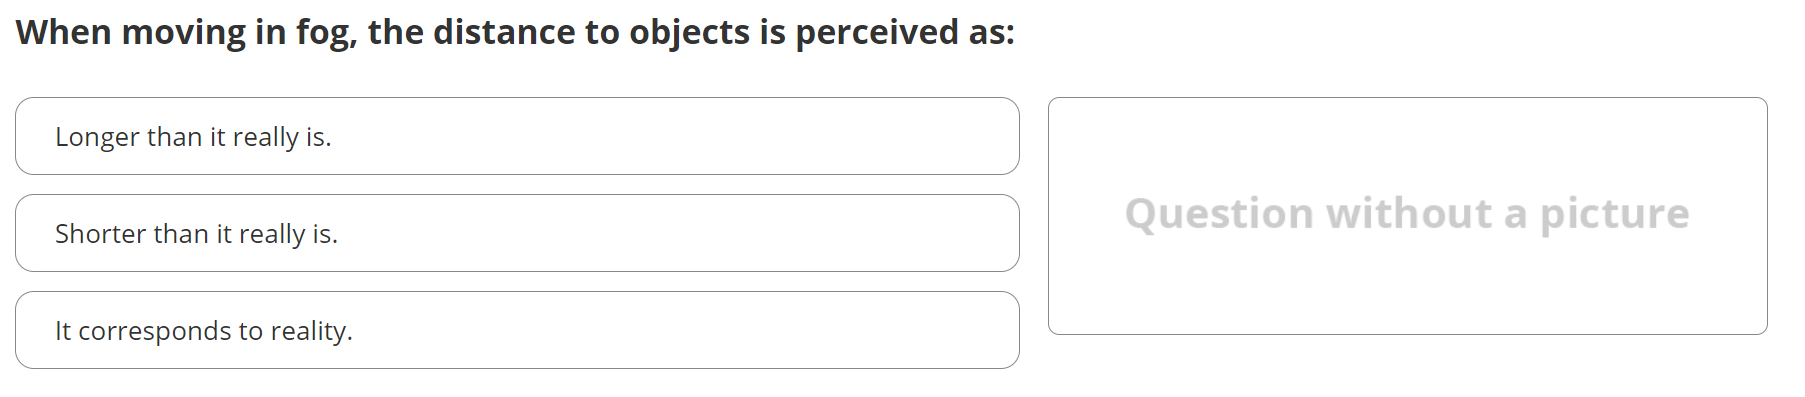 When moving in fog, the distance to objects is perceived as:
Longer than it really is.
Shorter than it really is.
It corresponds to reality.
Question without a picture